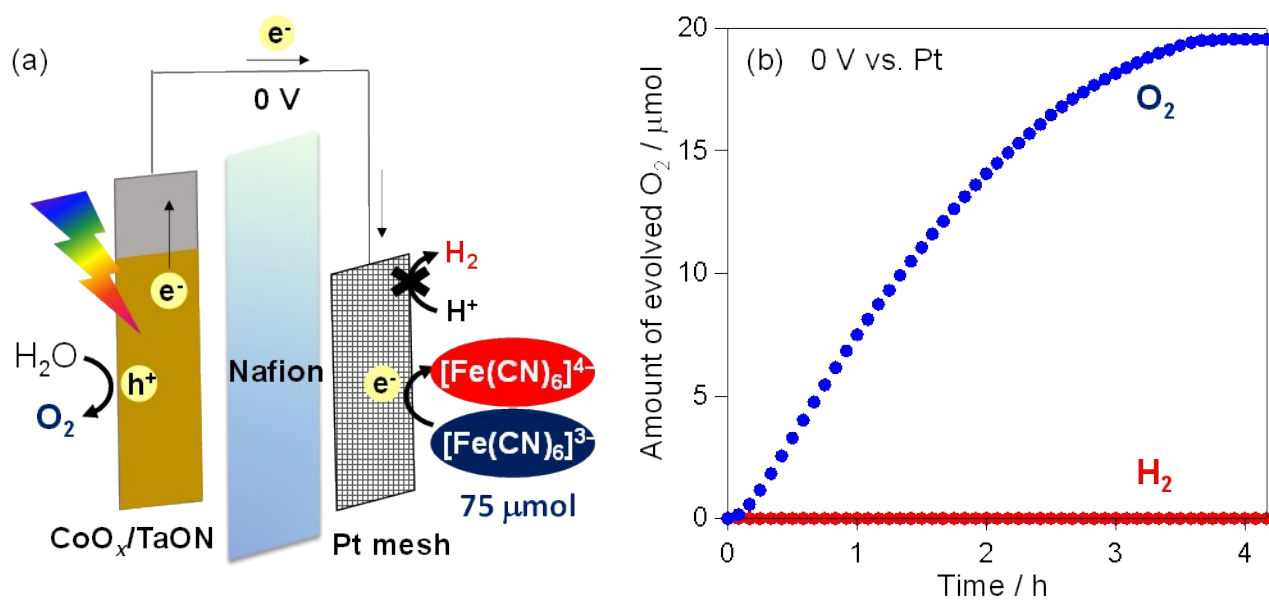 (a)
e⁻
0 V
e⁻
H₂O
h⁺
O₂
Nafion
H₂
H⁺
e⁻
[Fe(CN)₆]⁴⁻
[Fe(CN)₆]³⁻
75 μmol
CoOₓ/TaON
Pt mesh
(b) 0 V vs. Pt
O₂
H₂
Amount of evolved O₂ / μmol
20
15
10
5
0
0 1 2 3 4
Time / h